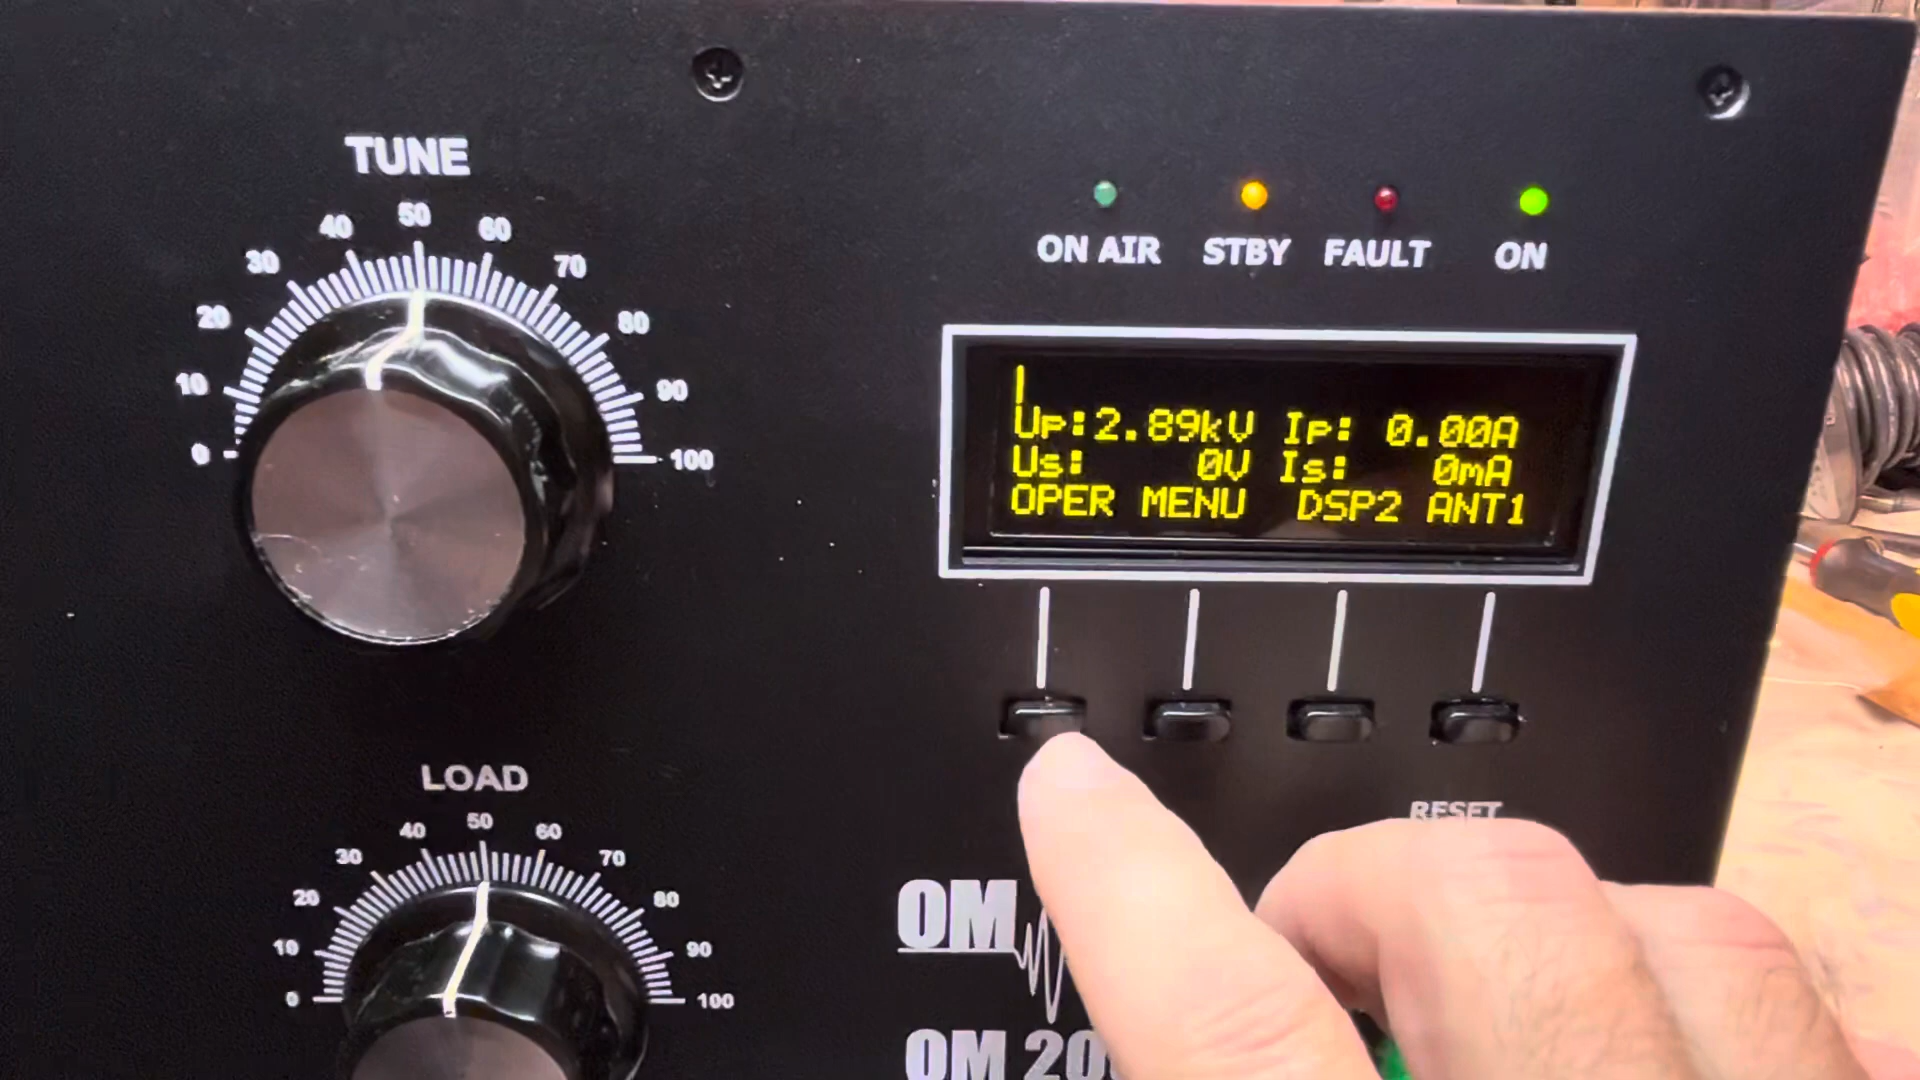 TUNE
0 10 20 30 40 50 60 70 80 90 100
ON AIR STBY FAULT ON
Up:2.89kV Ip: 0.00A
Us: 0V Is: 0mA
OPER MENU DSP2 ANT1
LOAD
0 10 20 30 40 50 60 70 80 90 100
RESET
OM
OM